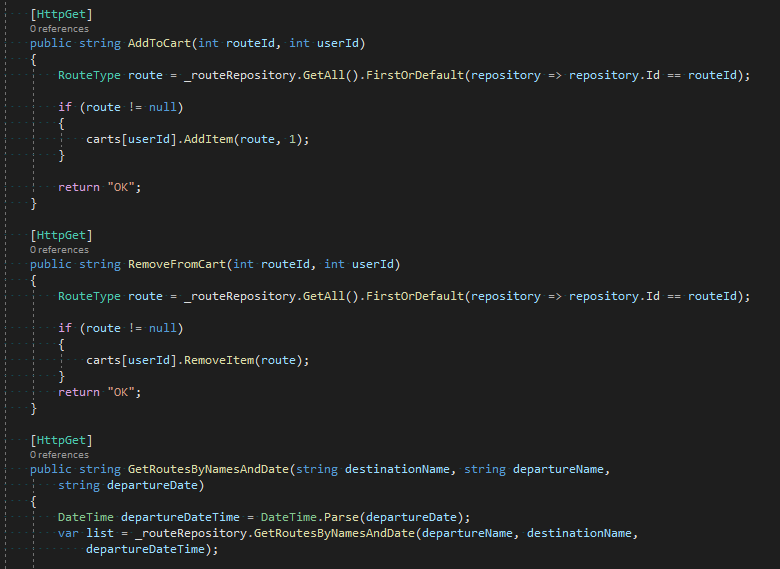 [HttpGet]
0 references
public string AddToCart(int routeId, int userId)
{
RouteType route = _routeRepository.GetAll().FirstOrDefault(repository => repository.Id == routeId);
if (route != null)
{
carts[userId].AddItem(route, 1);
}
return "OK";
}
[HttpGet]
0 references
public string RemoveFromCart(int routeId, int userId)
{
RouteType route = _routeRepository.GetAll().FirstOrDefault(repository => repository.Id == routeId);
if (route != null)
{
carts[userId].RemoveItem(route);
}
return "OK";
}
[HttpGet]
0 references
public string GetRoutesByNamesAndDate(string destinationName, string departureName,
string departureDate)
{
DateTime departureDateTime = DateTime.Parse(departureDate);
var list = _routeRepository.GetRoutesByNamesAndDate(departureName, destinationName,
departureDateTime);